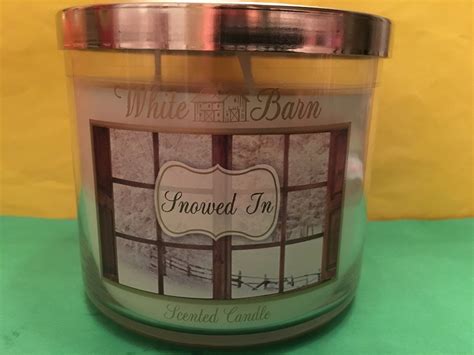 White Barn
Snowed In
Scented Candle